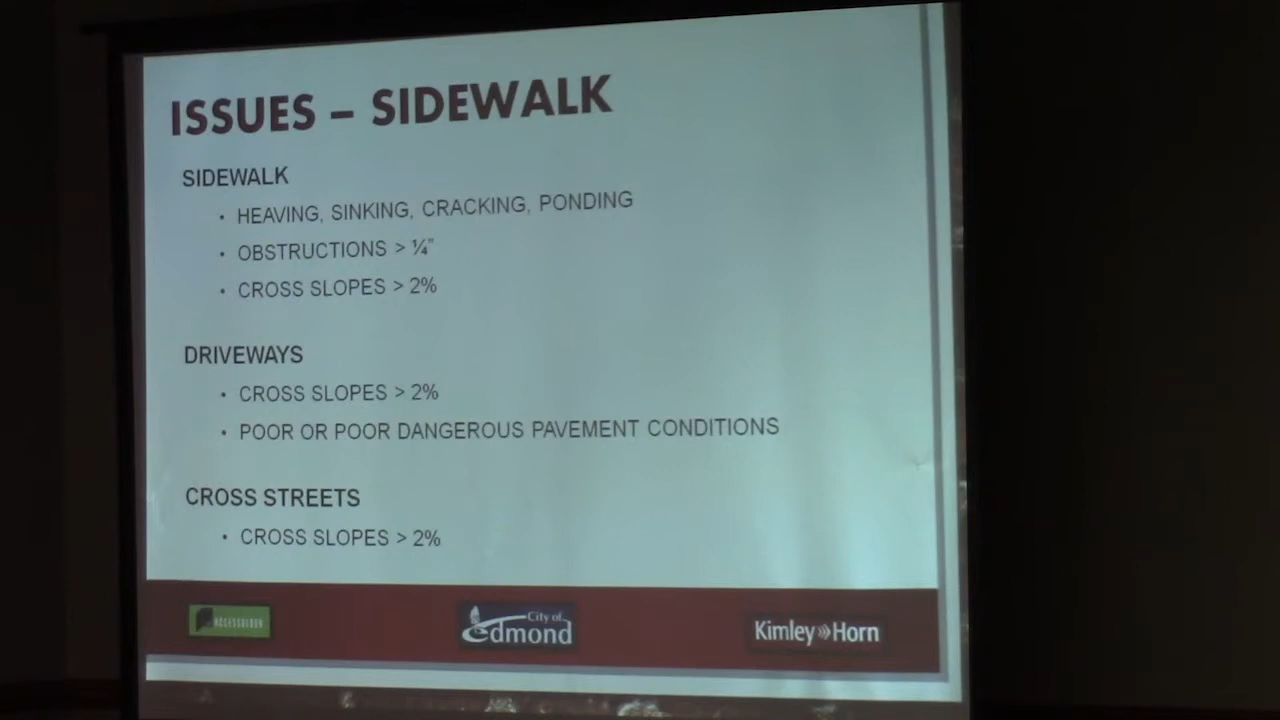 ISSUES – SIDEWALK
SIDEWALK
• HEAVING, SINKING, CRACKING, PONDING
• OBSTRUCTIONS > ¼"
• CROSS SLOPES > 2%
DRIVEWAYS
• CROSS SLOPES > 2%
• POOR OR POOR DANGEROUS PAVEMENT CONDITIONS
CROSS STREETS
• CROSS SLOPES > 2%
City of
Edmond
Kimley»Horn